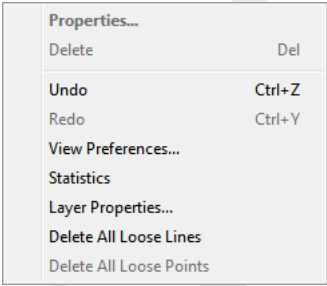 Properties...
Delete Del
Undo Ctrl+Z
Redo Ctrl+Y
View Preferences...
Statistics
Layer Properties...
Delete All Loose Lines
Delete All Loose Points